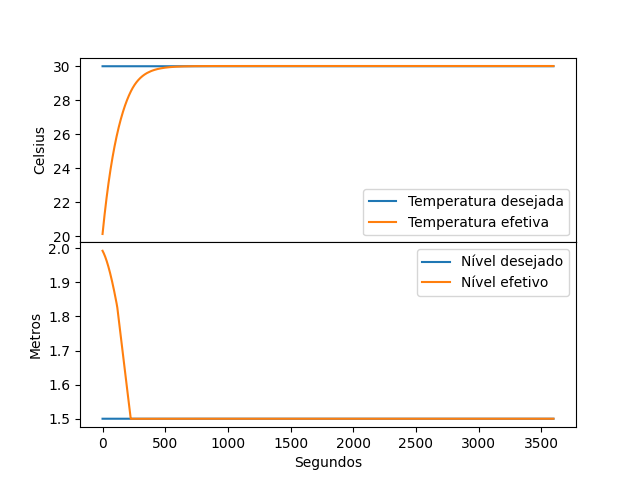 30
28
26
24
22
20
Celsius
Temperatura desejada
Temperatura efetiva
2.0
1.9
1.8
1.7
1.6
1.5
Metros
Nível desejado
Nível efetivo
0 500 1000 1500 2000 2500 3000 3500
Segundos